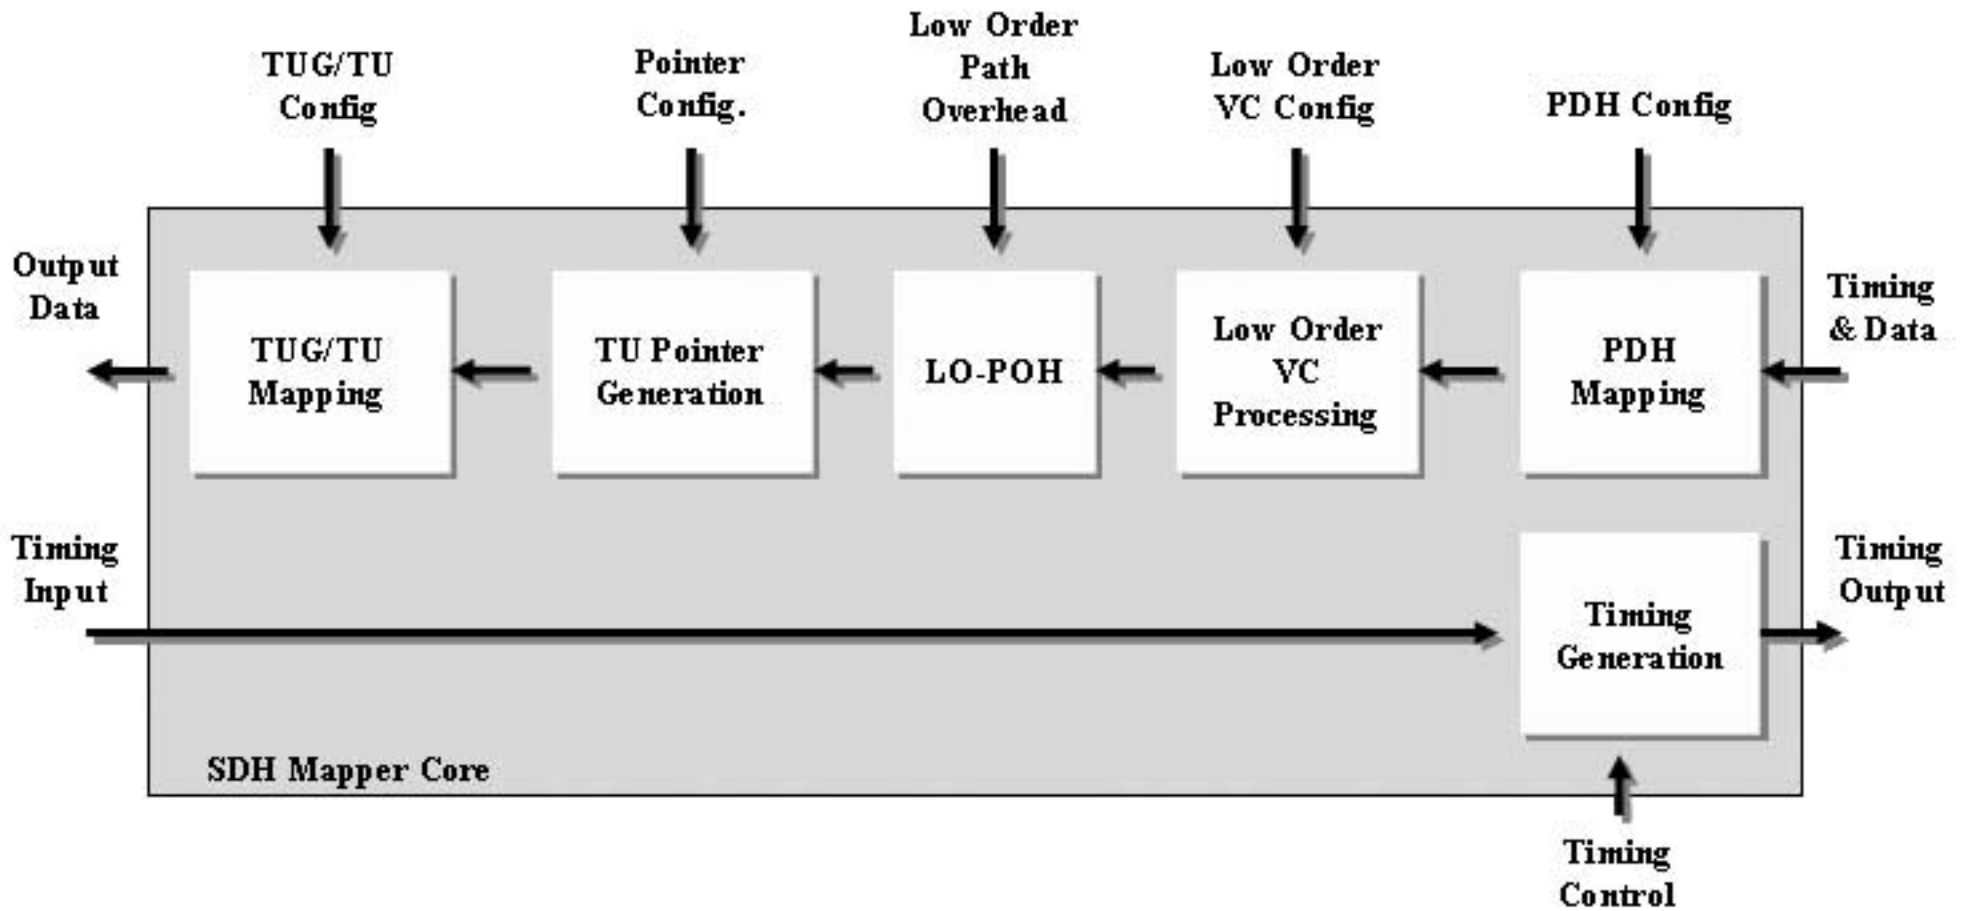 TUG/TU
Config
Pointer
Config.
Low Order
Path
Overhead
Low Order
VC Config
PDH Config
Output
Data
TUG/TU
Mapping
TU Pointer
Generation
LO-POH
Low Order
VC
Processing
PDH
Mapping
Timing
& Data
Timing
Input
Timing
Generation
Timing
Output
SDH Mapper Core
Timing
Control